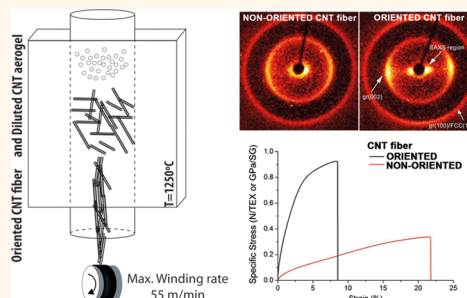 Oriented CNT fiber and Diluted CNT aerogel
T=1250ºC
Max. Winding rate
55 m/min
NON-ORIENTED CNT FIBER
ORIENTED CNT FIBER
SAXS region
gr(002)
gr(100)/FCC(1
Specific Stress (N/TEX or GPa/SG)
1.0
0.8
0.6
0.4
0.2
0.0
CNT fiber
ORIENTED
NON-ORIENTED
0 5 10 15 20 25
Strain (%)